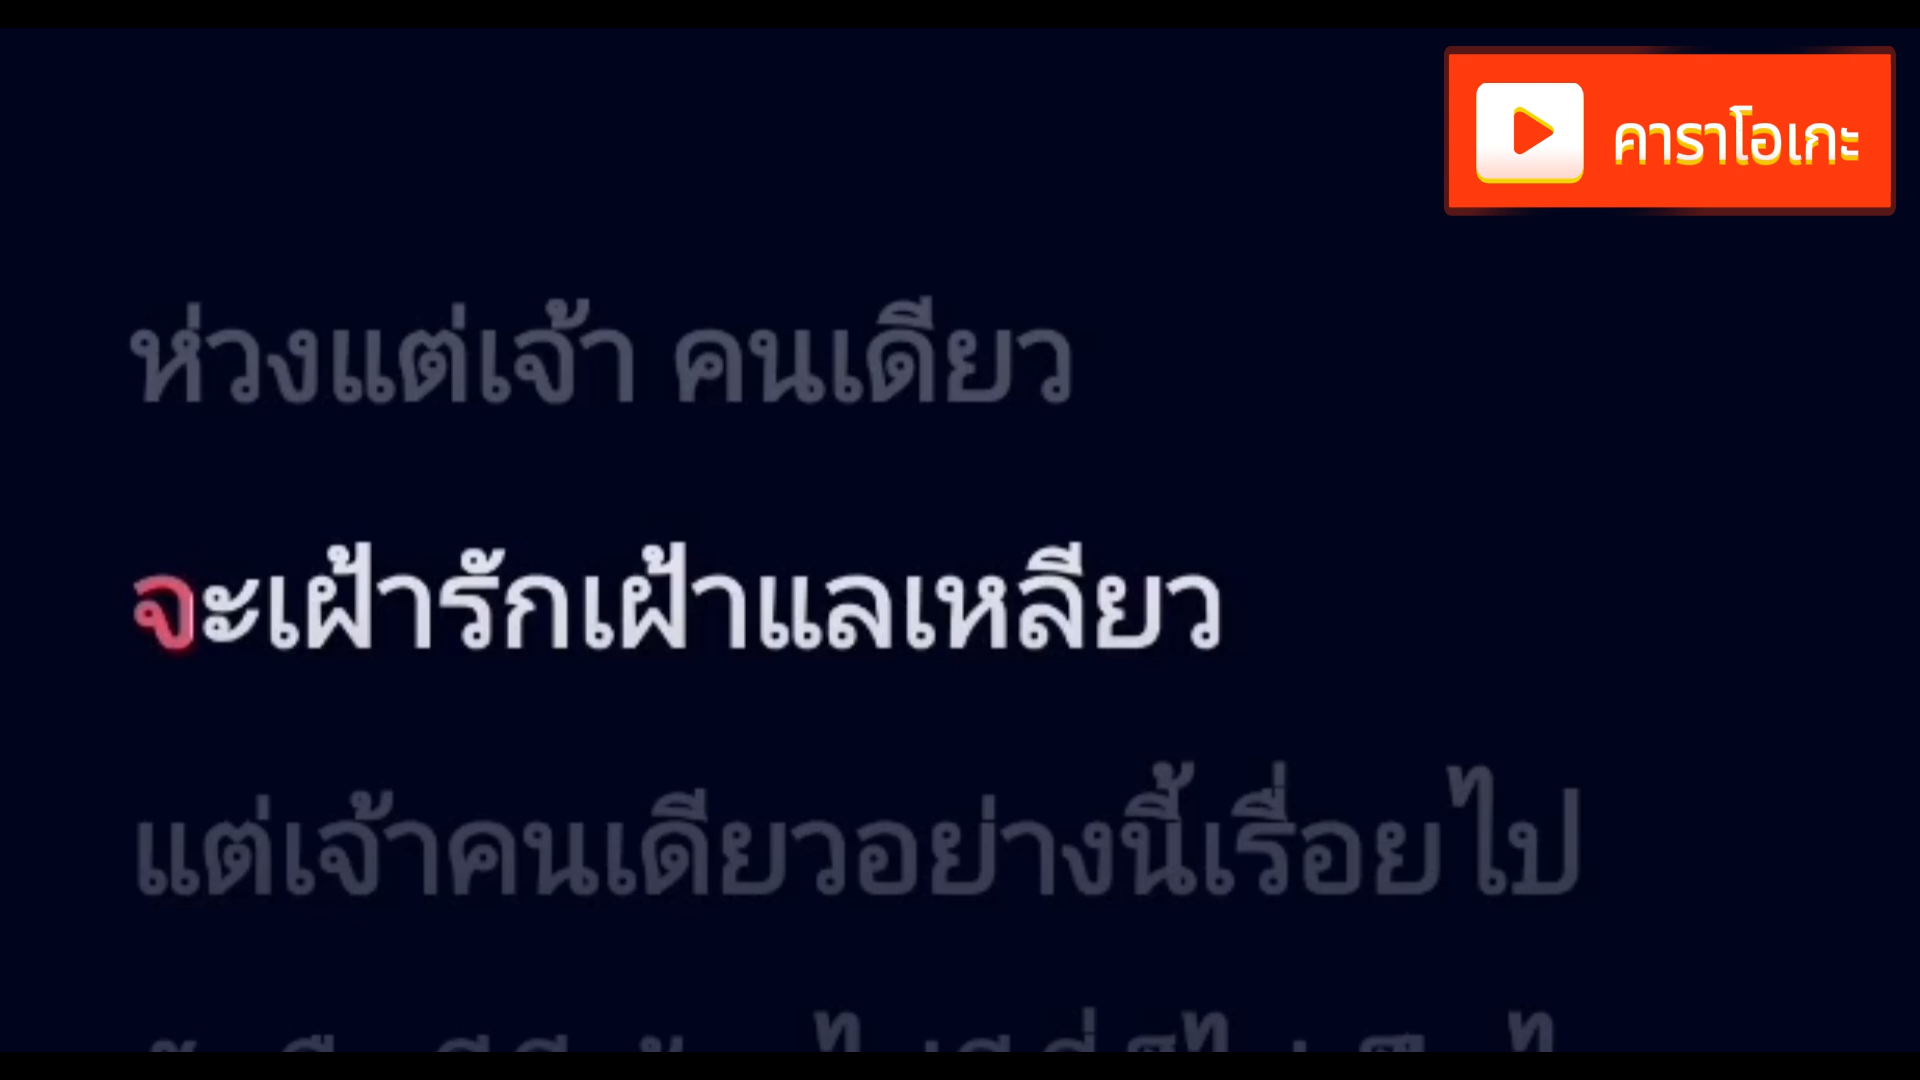 คาราโอเกะ
ห่วงแต่เจ้า คนเดียว
จะเฝ้ารักเฝ้าแลเหลียว
แต่เจ้าคนเดียวอย่างนี้เรื่อยไป